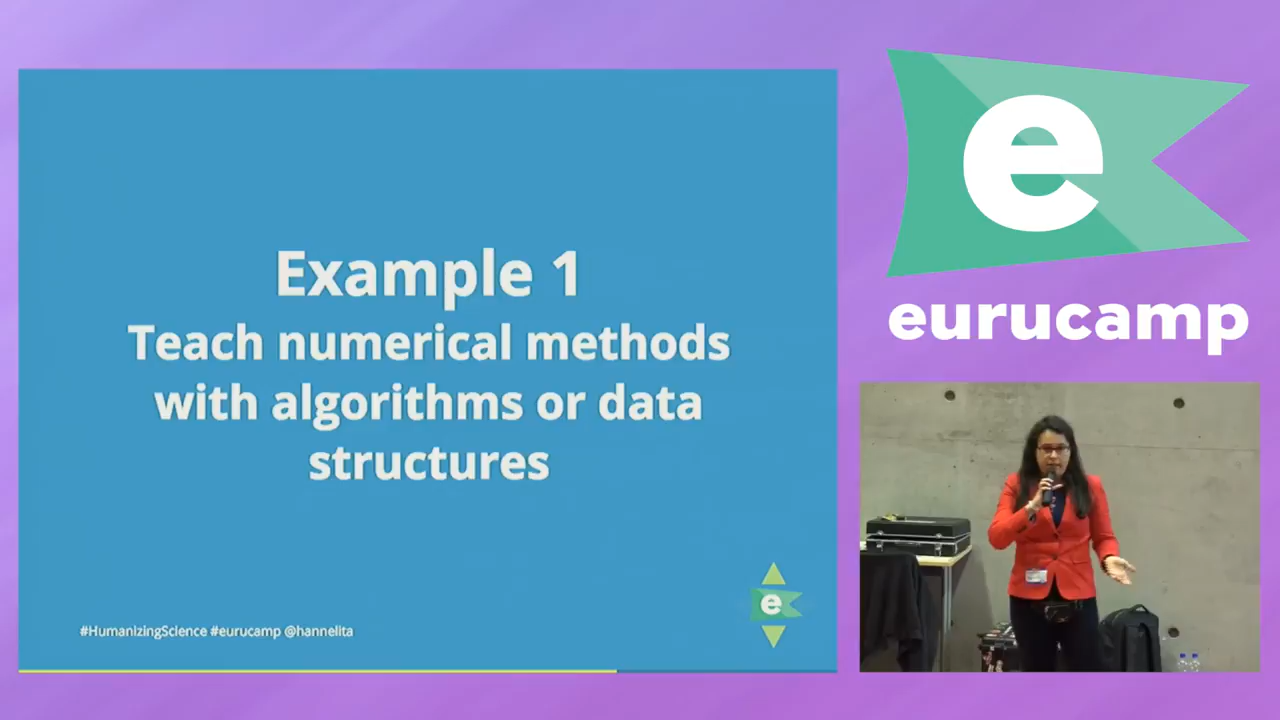 Example 1
Teach numerical methods
with algorithms or data
structures
e
#HumanizingScience #eurucamp @hannelita
e
eurucamp